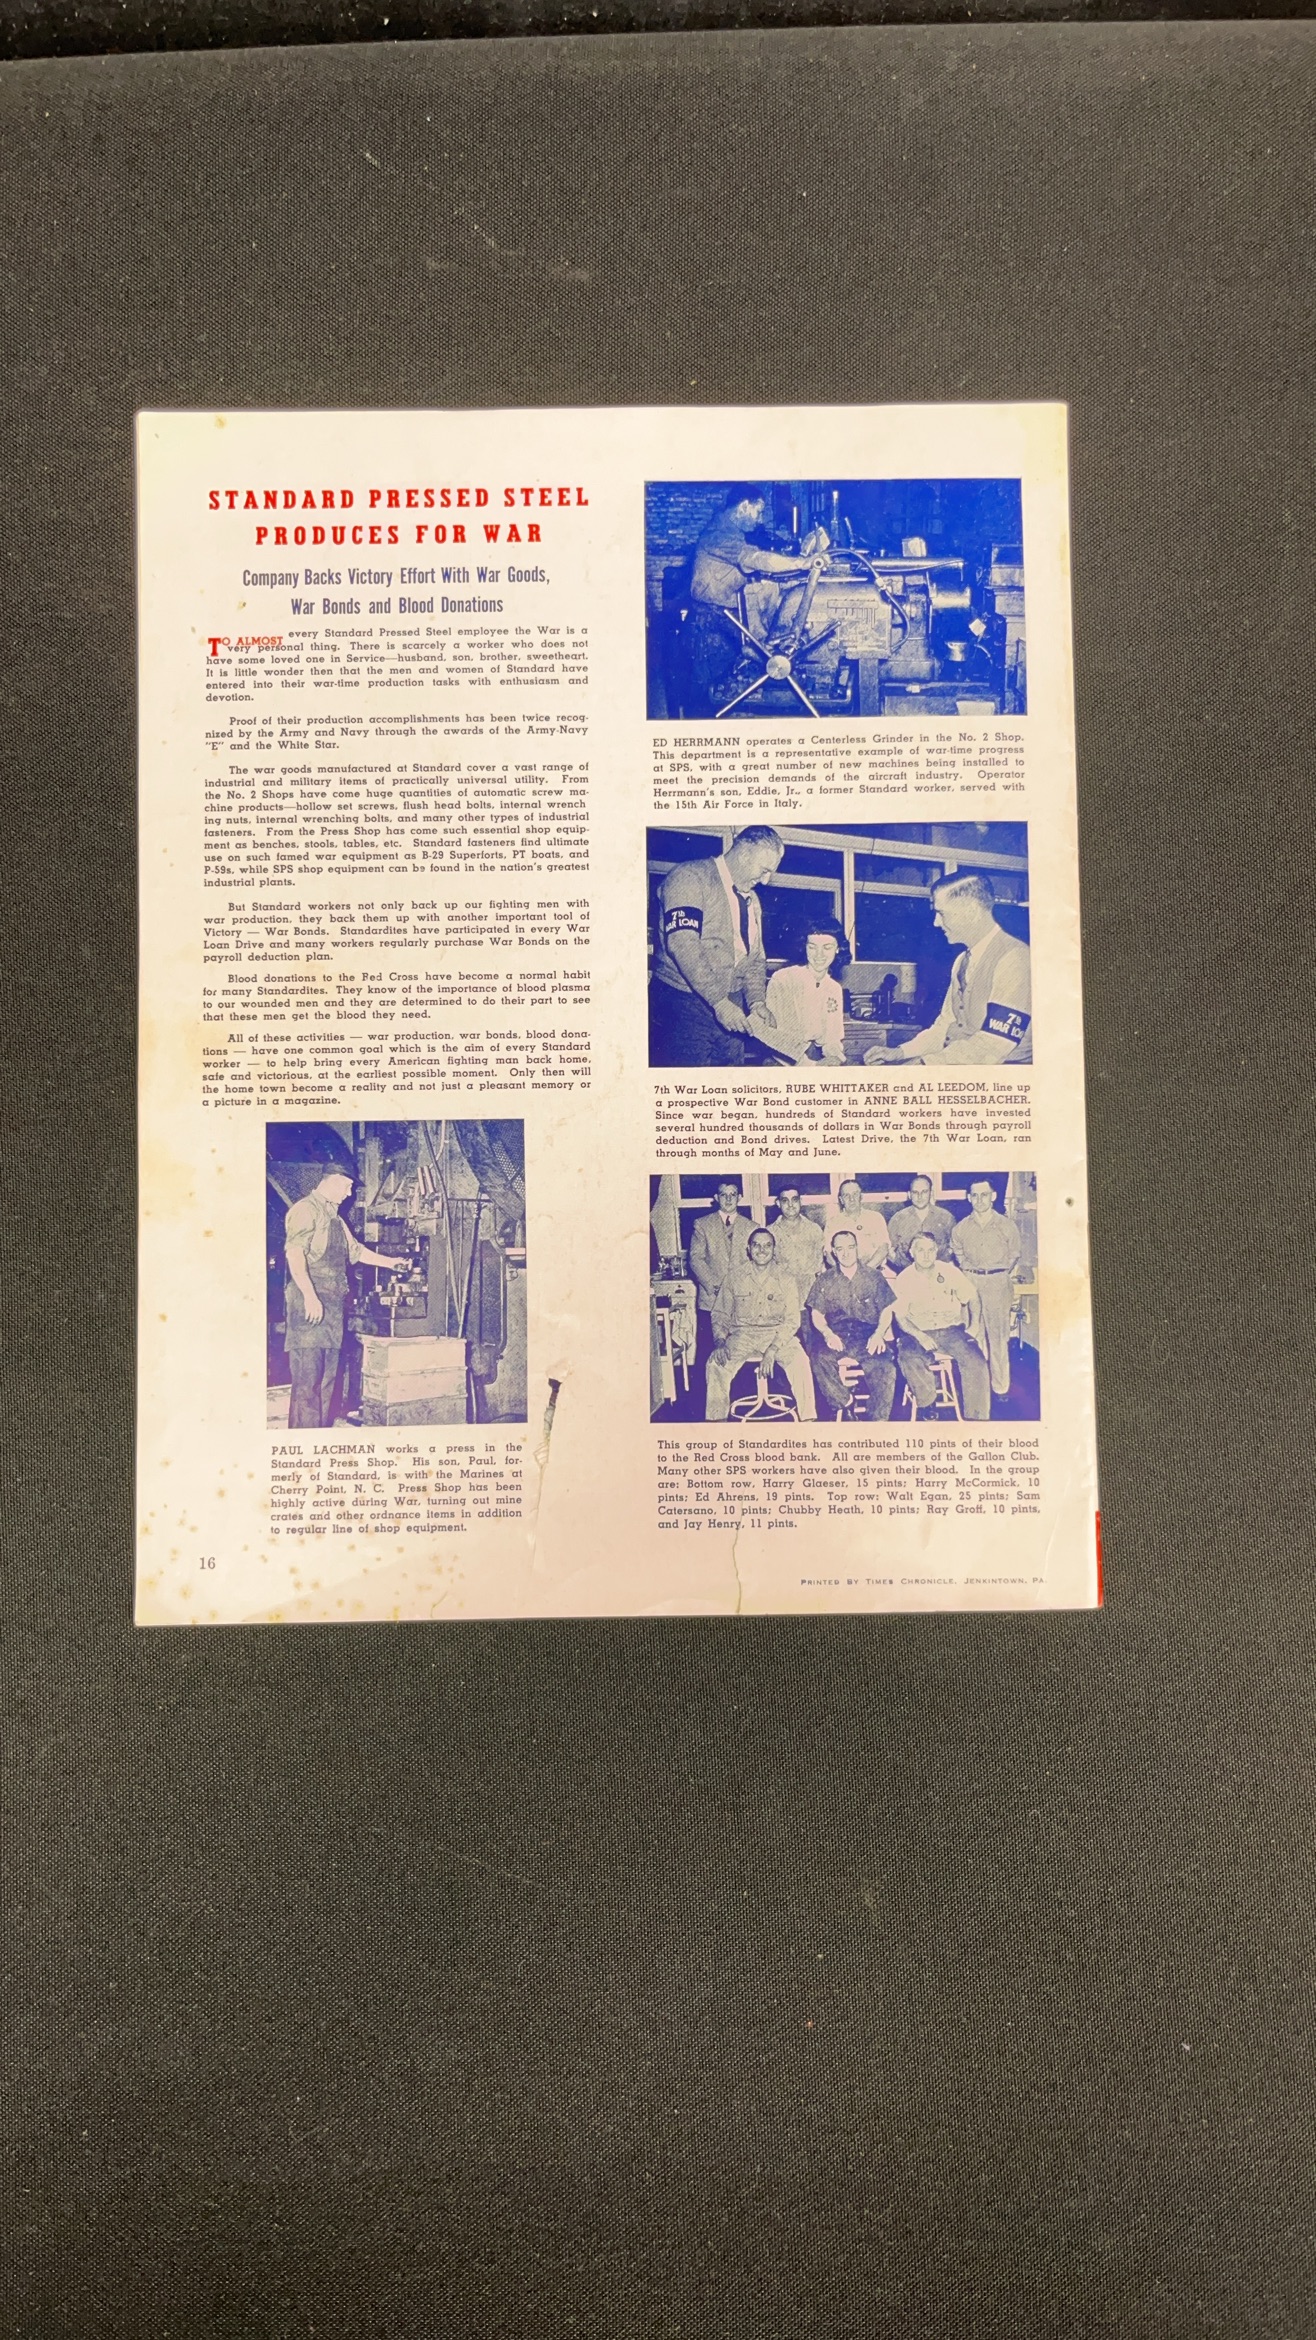 STANDARD PRESSED STEEL
PRODUCES FOR WAR
Company Backs Victory Effort With War Goods,
War Bonds and Blood Donations
TO ALMOST every Standard Pressed Steel employee the War is a
very personal thing. There is scarcely a worker who does not
have some loved one in Service—husband, son, brother, sweetheart.
It is little wonder then that the men and women of Standard have
entered into their war-time production tasks with enthusiasm and
devotion.
Proof of their production accomplishments has been twice recog-
nized by the Army and Navy through the awards of the Army-Navy
"E" and the White Star.
The war goods manufactured at Standard cover a vast range of
industrial and military items of practically universal utility. From
the No. 2 Shops have come huge quantities of automatic screw ma-
chine products—hollow set screws, flush head bolts, internal wrench
ing nuts, internal wrenching bolts, and many other types of industrial
fasteners. From the Press Shop has come such essential shop equip-
ment as benches, stools, tables, etc. Standard fasteners find ultimate
use on such famed war equipment as B-29 Superforts, PT boats, and
P-59s, while SPS shop equipment can be found in the nation's greatest
industrial plants.
But Standard workers not only back up our fighting men with
war production, they back them up with another important tool of
Victory — War Bonds. Standardites have participated in every War
Loan Drive and many workers regularly purchase War Bonds on the
payroll deduction plan.
Blood donations to the Red Cross have become a normal habit
for many Standardites. They know of the importance of blood plasma
to our wounded men and they are determined to do their part to see
that these men get the blood they need.
All of these activities — war production, war bonds, blood dona-
tions — have one common goal which is the aim of every Standard
worker — to help bring every American fighting man back home,
safe and victorious, at the earliest possible moment. Only then will
the home town become a reality and not just a pleasant memory or
a picture in a magazine.
PAUL LACHMAN works a press in the
Standard Press Shop. His son, Paul, for-
merly of Standard, is with the Marines at
Cherry Point, N. C. Press Shop has been
highly active during War, turning out mine
crates and other ordnance items in addition
to regular line of shop equipment.
16
ED HERRMANN operates a Centerless Grinder in the No. 2 Shop.
This department is a representative example of war-time progress
at SPS, with a great number of new machines being installed to
meet the precision demands of the aircraft industry. Operator
Herrmann's son, Eddie, Jr., a former Standard worker, served with
the 15th Air Force in Italy.
7th
WAR LOAN
7th
WAR LO
7th War Loan solicitors, RUBE WHITTAKER and AL LEEDOM, line up
a prospective War Bond customer in ANNE BALL HESSELBACHER.
Since war began, hundreds of Standard workers have invested
several hundred thousands of dollars in War Bonds through payroll
deduction and Bond drives. Latest Drive, the 7th War Loan, ran
through months of May and June.
This group of Standardites has contributed 110 pints of their blood
to the Red Cross blood bank. All are members of the Gallon Club.
Many other SPS workers have also given their blood. In the group
are: Bottom row, Harry Glaeser, 15 pints; Harry McCormick, 10
pints; Ed Ahrens, 19 pints. Top row: Walt Egan, 25 pints; Sam
Catersano, 10 pints; Chubby Heath, 10 pints; Ray Groff, 10 pints,
and Jay Henry, 11 pints.
PRINTED BY TIMES CHRONICLE, JENKINTOWN, PA.